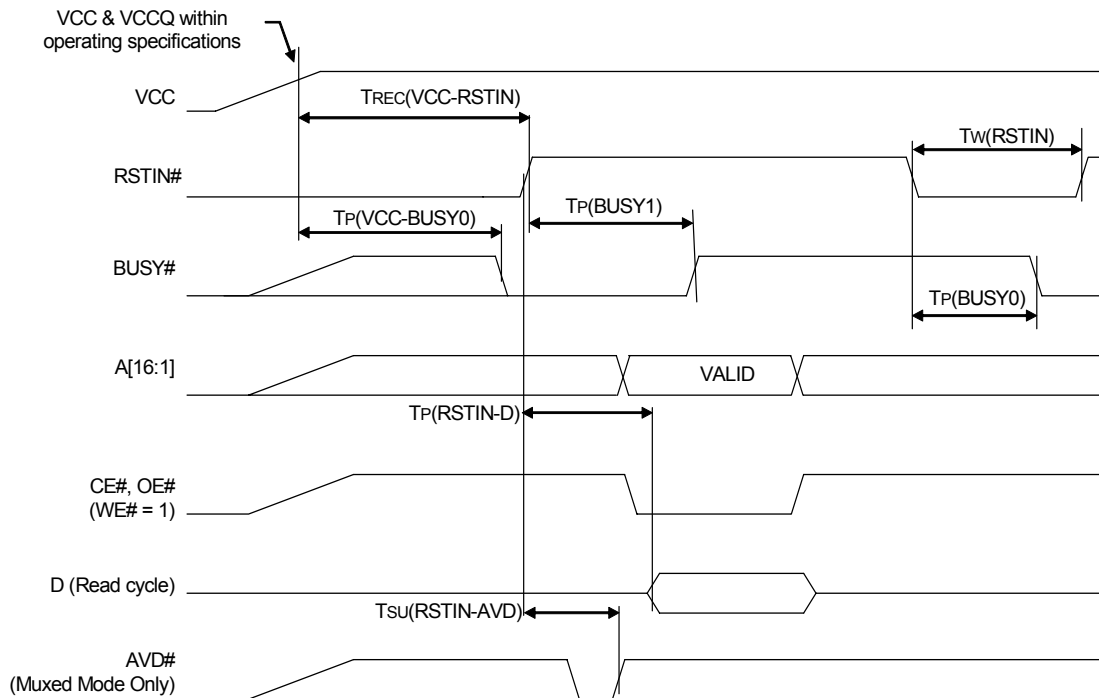 VCC & VCCQ within
operating specifications
VCC
TREC(VCC-RSTIN)
TW(RSTIN)
RSTIN#
TP(VCC-BUSY0)
TP(BUSY1)
BUSY#
TP(BUSY0)
A[16:1]
VALID
TP(RSTIN-D)
CE#, OE#
(WE# = 1)
D (Read cycle)
TSU(RSTIN-AVD)
AVD#
(Muxed Mode Only)